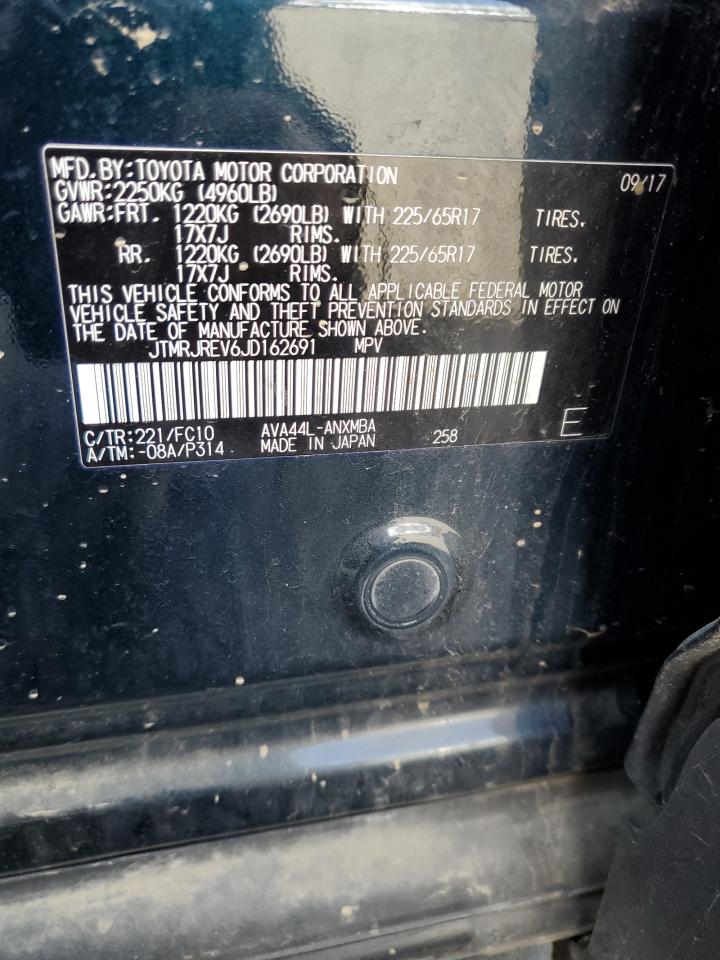 MFD.BY:TOYOTA MOTOR CORPORATION 09/17
GVWR:2250KG (4960LB)
GAWR:FRT. 1220KG (2690LB) WITH 225/65R17 TIRES.
17X7J RIMS.
RR. 1220KG (2690LB) WITH 225/65R17 TIRES.
17X7J RIMS.
THIS VEHICLE CONFORMS TO ALL APPLICABLE FEDERAL MOTOR
VEHICLE SAFETY AND THEFT PREVENTION STANDARDS IN EFFECT ON
THE DATE OF MANUFACTURE SHOWN ABOVE.
JTMRJREV6JD162691 MPV
C/TR:221/FC10 AVA44L-ANXMBA 258 E
A/TM:-08A/P314 MADE IN JAPAN